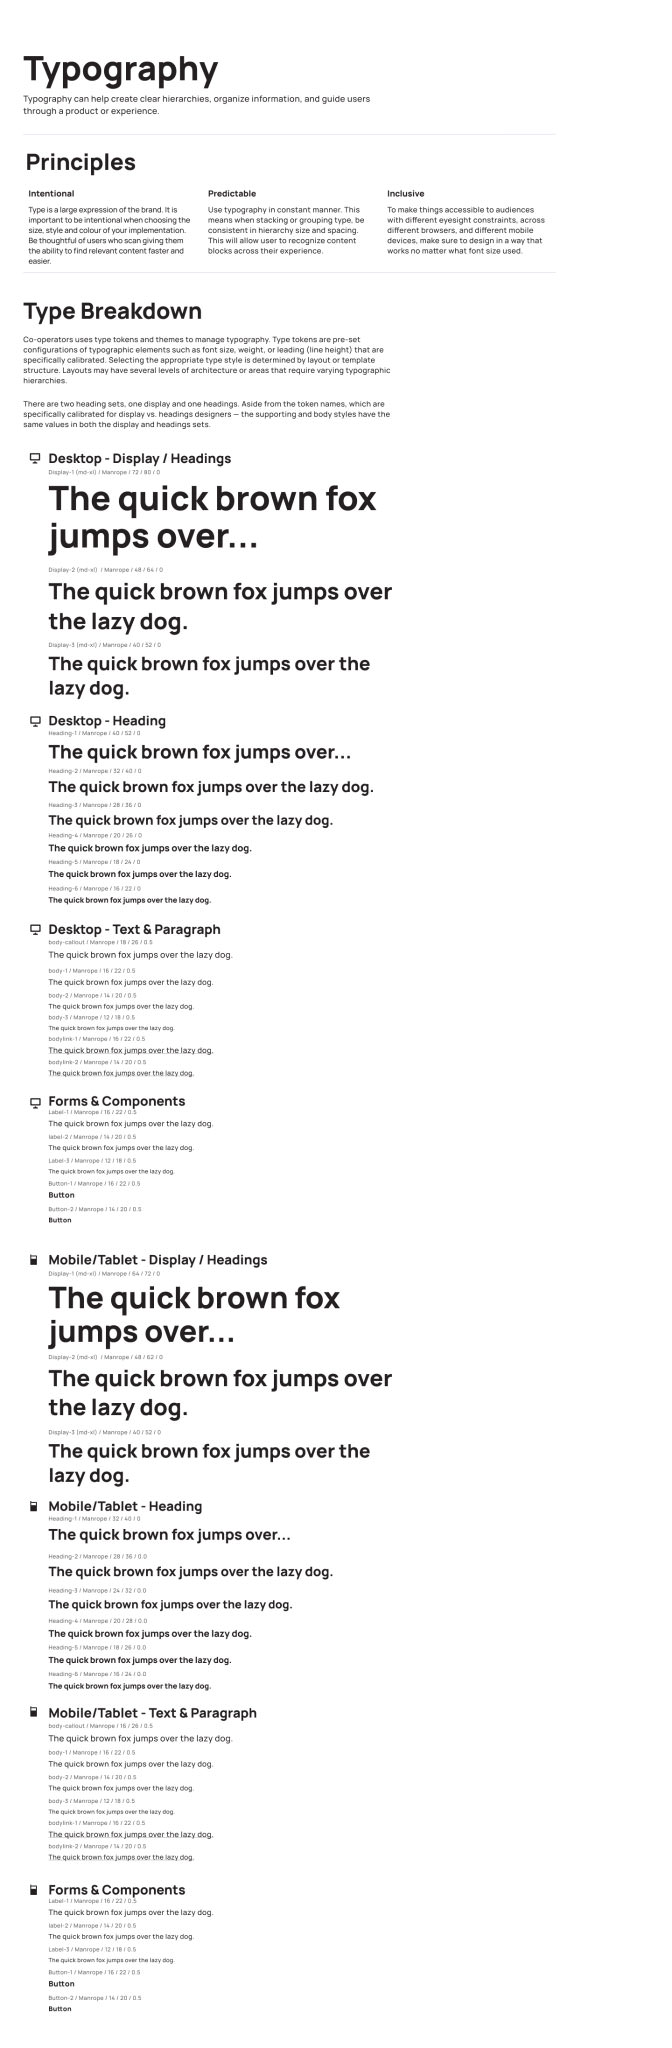 Typography
Typography can help create clear hierarchies, organize information, and guide users
through a product or experience.
Principles
Intentional
Type is a large expression of the brand. It is
important to be intentional when choosing the
size, style and colour of your implementation.
Be thoughtful of users who scan giving them
the ability to find relevant content faster and
easier.
Predictable
Use typography in constant manner. This
means when stacking or grouping type, be
consistent in hierarchy size and spacing.
This will allow user to recognize content
blocks across their experience.
Inclusive
To make things accessible to audiences
with different eyesight constraints, across
different browsers, and different mobile
devices, make sure to design in a way that
works no matter what font size used.
Type Breakdown
Co-operators uses type tokens and themes to manage typography. Type tokens are pre-set
configurations of typographic elements such as font size, weight, or leading (line height) that are
specifically calibrated. Selecting the appropriate type style is determined by layout or template
structure. Layouts may have several levels of architecture or areas that require varying typographic
hierarchies.
There are two heading sets, one display and one headings. Aside from the token names, which are
specifically calibrated for display vs. headings designers — the supporting and body styles have the
same values in both the display and headings sets.
Desktop - Display / Headings
Display-1 (md-xl) / Manrope / 72 / 80 / 0
The quick brown fox
jumps over...
Display-2 (md-xl) / Manrope / 48 / 64 / 0
The quick brown fox jumps over
the lazy dog.
Display-3 (md-xl) / Manrope / 40 / 52 / 0
The quick brown fox jumps over the
lazy dog.
Desktop - Heading
Heading-1 / Manrope / 40 / 52 / 0
The quick brown fox jumps over...
Heading-2 / Manrope / 32 / 40 / 0
The quick brown fox jumps over the lazy dog.
Heading-3 / Manrope / 28 / 36 / 0
The quick brown fox jumps over the lazy dog.
Heading-4 / Manrope / 20 / 26 / 0
The quick brown fox jumps over the lazy dog.
Heading-5 / Manrope / 18 / 24 / 0
The quick brown fox jumps over the lazy dog.
Heading-6 / Manrope / 16 / 22 / 0
The quick brown fox jumps over the lazy dog.
Desktop - Text & Paragraph
body-callout / Manrope / 18 / 26 / 0.5
The quick brown fox jumps over the lazy dog.
body-1 / Manrope / 16 / 22 / 0.5
The quick brown fox jumps over the lazy dog.
body-2 / Manrope / 14 / 20 / 0.5
The quick brown fox jumps over the lazy dog.
body-3 / Manrope / 12 / 18 / 0.5
The quick brown fox jumps over the lazy dog.
bodylink-1 / Manrope / 16 / 22 / 0.5
The quick brown fox jumps over the lazy dog.
bodylink-2 / Manrope / 14 / 20 / 0.5
The quick brown fox jumps over the lazy dog.
Forms & Components
Label-1 / Manrope / 16 / 22 / 0.5
The quick brown fox jumps over the lazy dog.
label-2 / Manrope / 14 / 20 / 0.5
The quick brown fox jumps over the lazy dog.
Label-3 / Manrope / 12 / 18 / 0.5
The quick brown fox jumps over the lazy dog.
Button-1 / Manrope / 16 / 22 / 0.5
Button
Button-2 / Manrope / 14 / 20 / 0.5
Button
Mobile/Tablet - Display / Headings
Display-1 (md-xl) / Manrope / 64 / 72 / 0
The quick brown fox
jumps over...
Display-2 (md-xl) / Manrope / 48 / 62 / 0
The quick brown fox jumps over
the lazy dog.
Display-3 (md-xl) / Manrope / 40 / 52 / 0
The quick brown fox jumps over the
lazy dog.
Mobile/Tablet - Heading
Heading-1 / Manrope / 32 / 40 / 0
The quick brown fox jumps over...
Heading-2 / Manrope / 28 / 36 / 0.0
The quick brown fox jumps over the lazy dog.
Heading-3 / Manrope / 24 / 32 / 0.0
The quick brown fox jumps over the lazy dog.
Heading-4 / Manrope / 20 / 28 / 0.0
The quick brown fox jumps over the lazy dog.
Heading-5 / Manrope / 18 / 26 / 0.0
The quick brown fox jumps over the lazy dog.
Heading-6 / Manrope / 16 / 24 / 0.0
The quick brown fox jumps over the lazy dog.
Mobile/Tablet - Text & Paragraph
body-callout / Manrope / 16 / 26 / 0.5
The quick brown fox jumps over the lazy dog.
body-1 / Manrope / 16 / 22 / 0.5
The quick brown fox jumps over the lazy dog.
body-2 / Manrope / 14 / 20 / 0.5
The quick brown fox jumps over the lazy dog.
body-3 / Manrope / 12 / 18 / 0.5
The quick brown fox jumps over the lazy dog.
bodylink-1 / Manrope / 16 / 22 / 0.5
The quick brown fox jumps over the lazy dog.
bodylink-2 / Manrope / 14 / 20 / 0.5
The quick brown fox jumps over the lazy dog.
Forms & Components
Label-1 / Manrope / 16 / 22 / 0.5
The quick brown fox jumps over the lazy dog.
label-2 / Manrope / 14 / 20 / 0.5
The quick brown fox jumps over the lazy dog.
Label-3 / Manrope / 12 / 18 / 0.5
The quick brown fox jumps over the lazy dog.
Button-1 / Manrope / 16 / 22 / 0.5
Button
Button-2 / Manrope / 14 / 20 / 0.5
Button